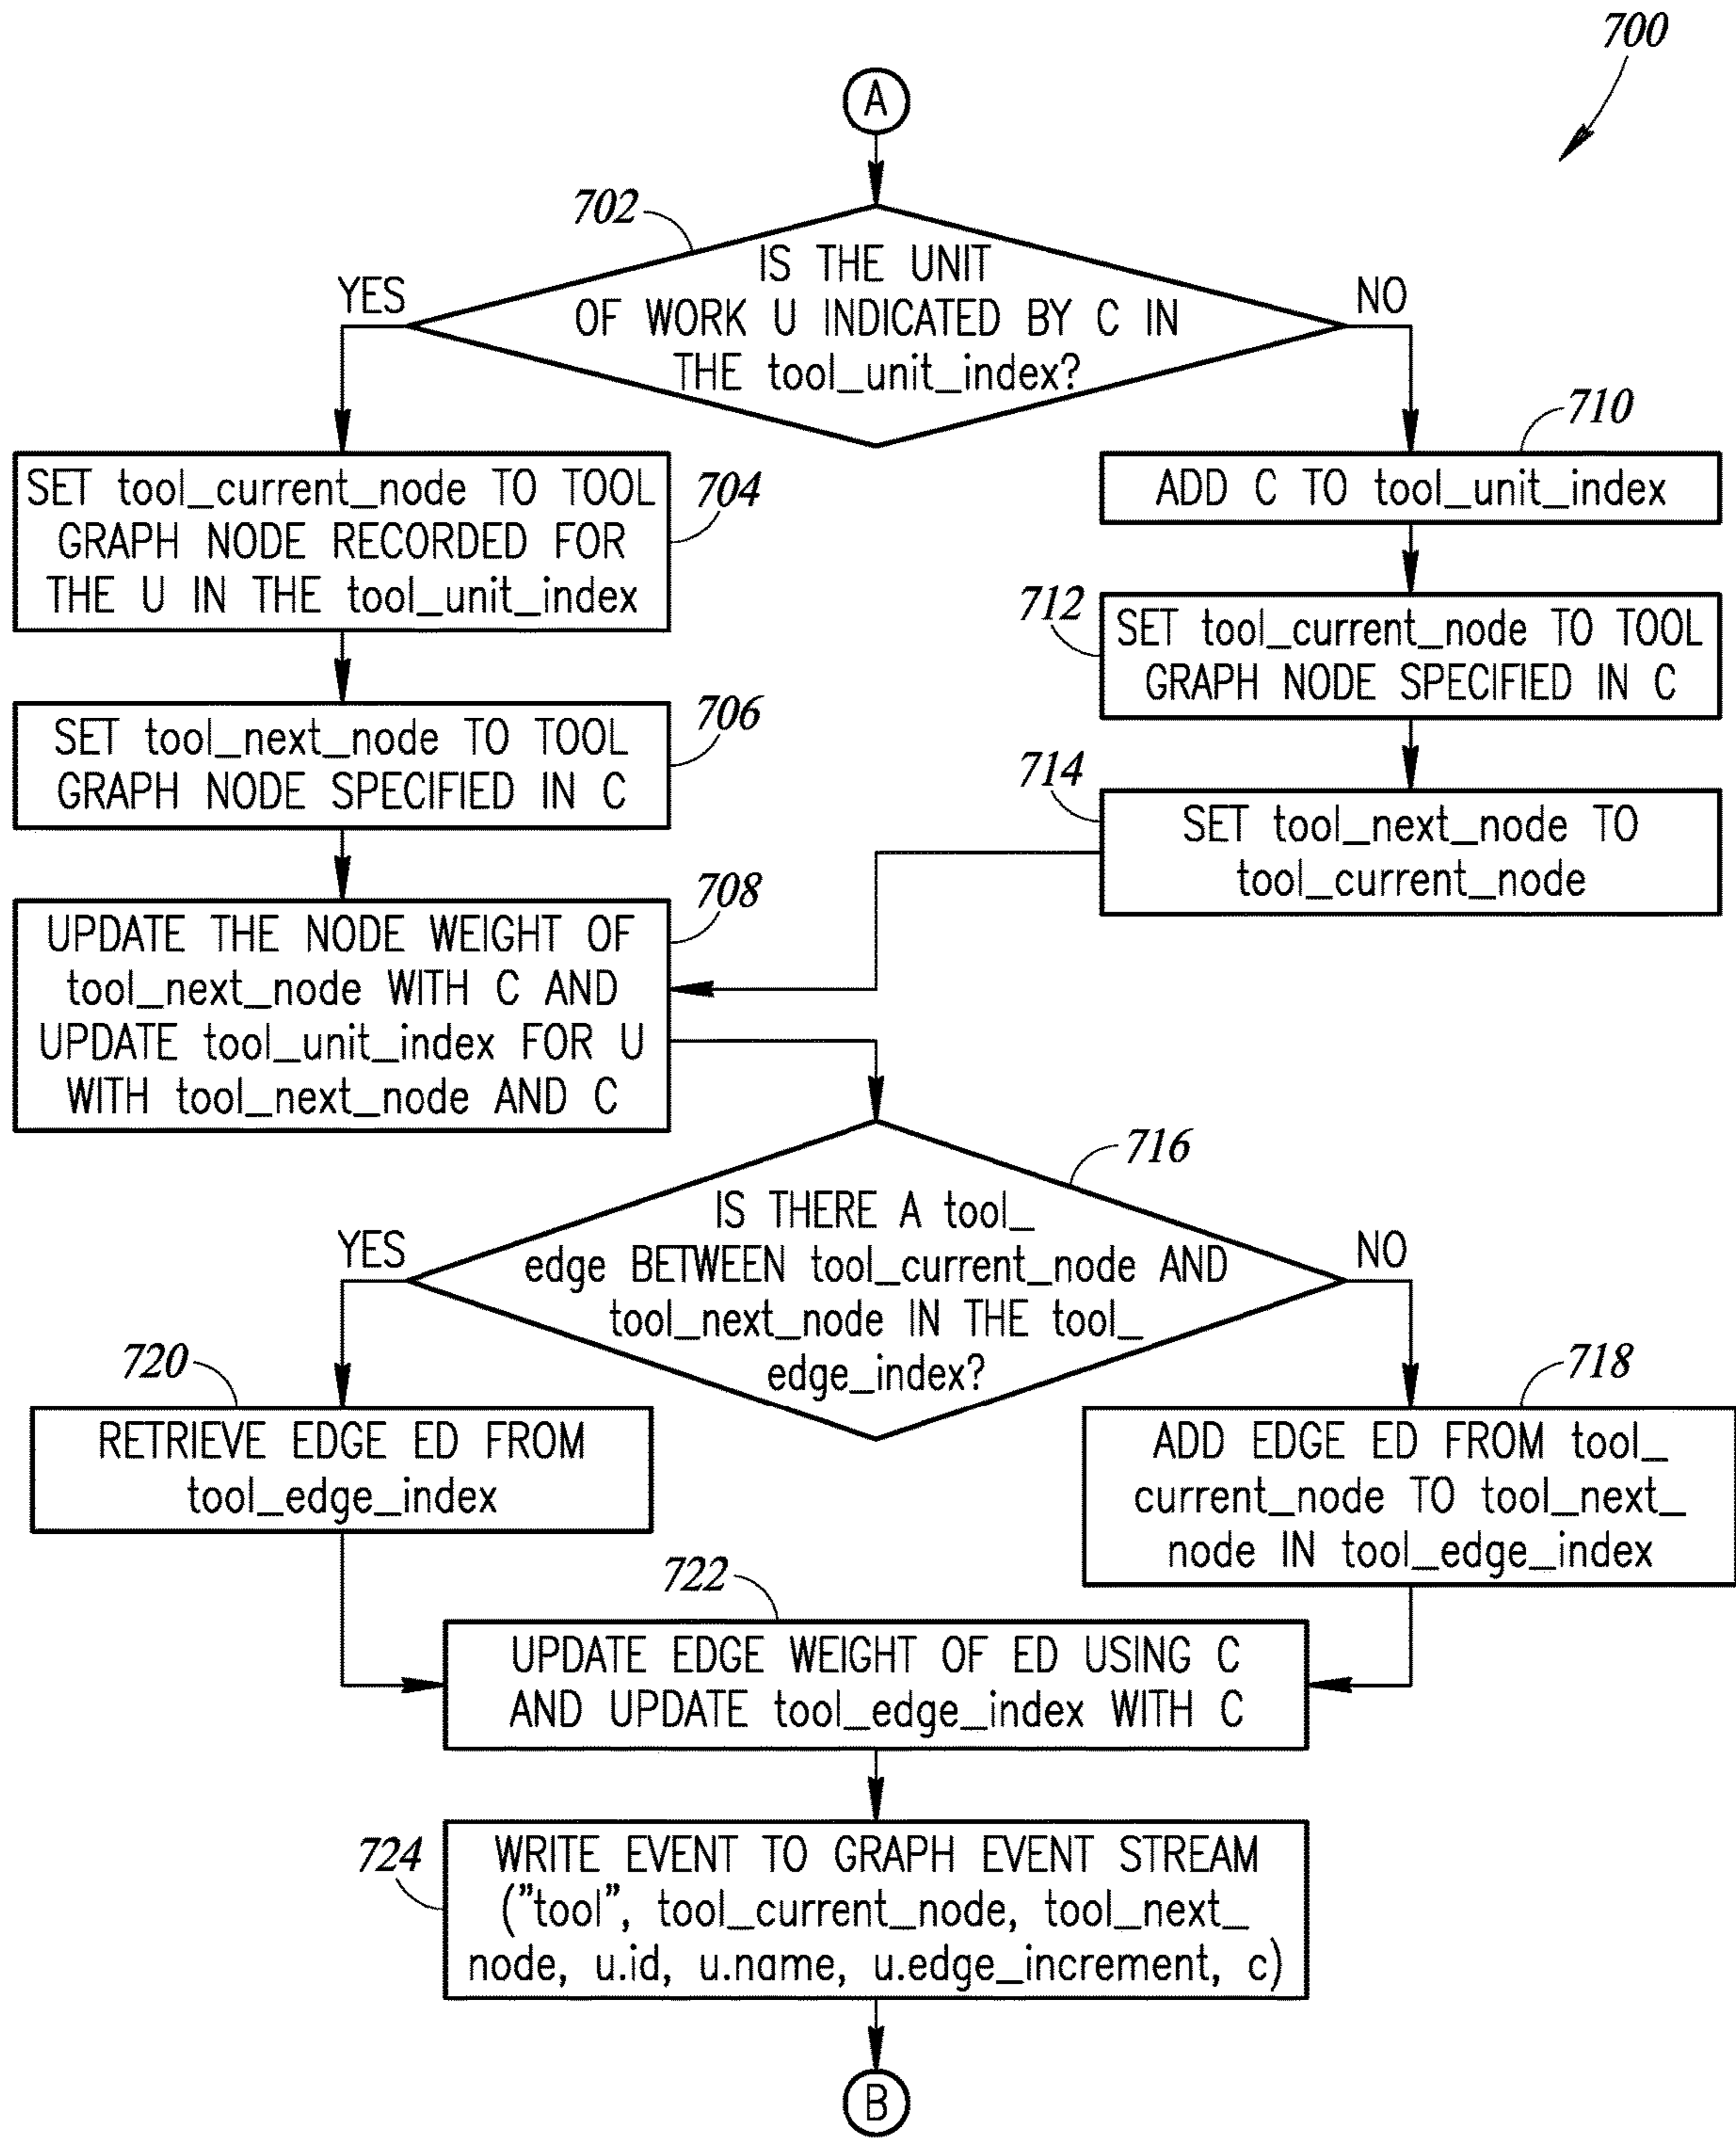 700
A
702
IS THE UNIT
OF WORK U INDICATED BY C IN
THE tool_unit_index?
YES
NO
704
SET tool_current_node TO TOOL
GRAPH NODE RECORDED FOR
THE U IN THE tool_unit_index
706
SET tool_next_node TO TOOL
GRAPH NODE SPECIFIED IN C
710
ADD C TO tool_unit_index
712
SET tool_current_node TO TOOL
GRAPH NODE SPECIFIED IN C
714
SET tool_next_node TO
tool_current_node
708
UPDATE THE NODE WEIGHT OF
tool_next_node WITH C AND
UPDATE tool_unit_index FOR U
WITH tool_next_node AND C
716
IS THERE A tool_
edge BETWEEN tool_current_node AND
tool_next_node IN THE tool_
edge_index?
YES
NO
720
RETRIEVE EDGE ED FROM
tool_edge_index
718
ADD EDGE ED FROM tool_
current_node TO tool_next_
node IN tool_edge_index
722
UPDATE EDGE WEIGHT OF ED USING C
AND UPDATE tool_edge_index WITH C
724
WRITE EVENT TO GRAPH EVENT STREAM
(”tool”, tool_current_node, tool_next_
node, u.id, u.name, u.edge_increment, c)
B